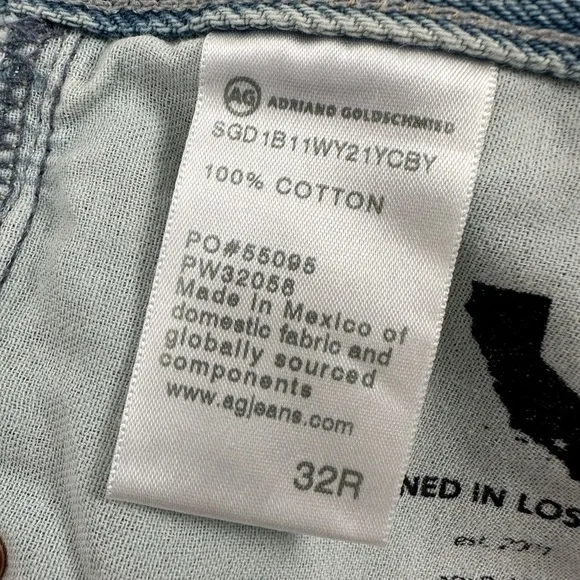 AG ADRIANO GOLDSCHMIED
SGD1B11WY21YCBY
100% COTTON
PO#55095
PW32058
Made in Mexico of
domestic fabric and
globally sourced
components
www.agjeans.com
32R
NED IN LOS
est.